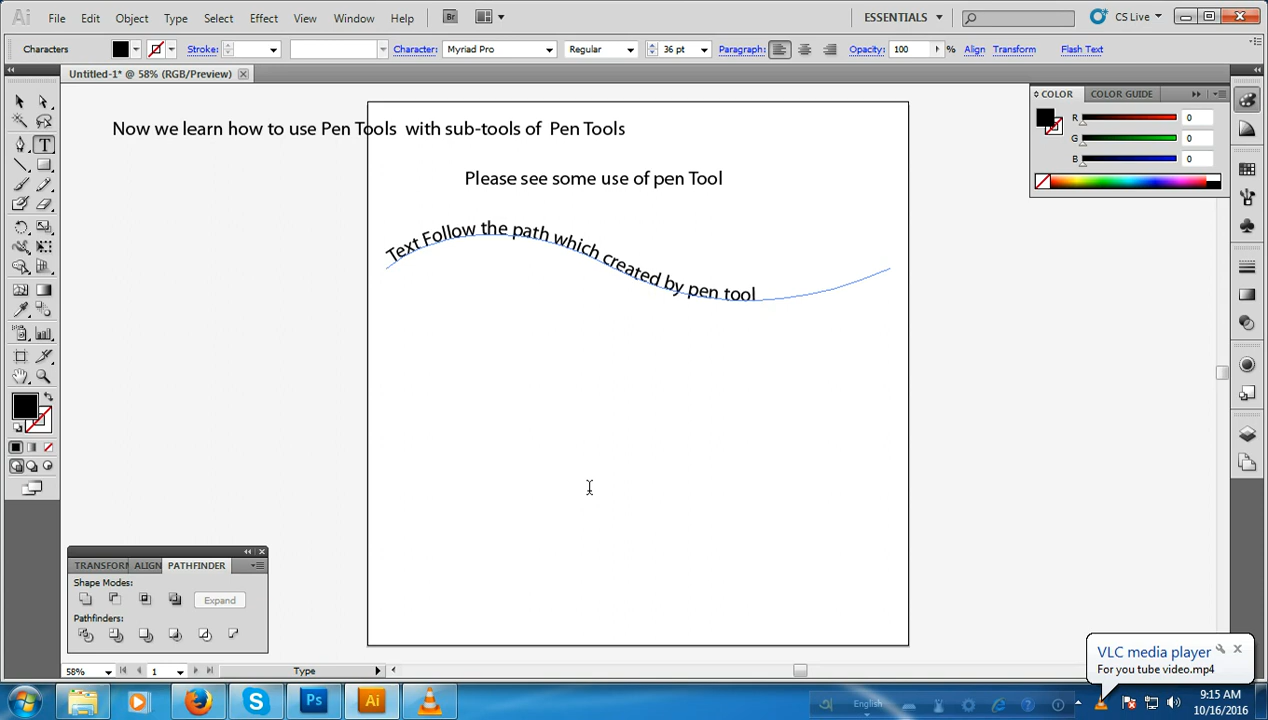 Ai File Edit Object Type Select Effect View Window Help Br ESSENTIALS CS Live
Characters Stroke: Character: Myriad Pro Regular 36 pt Paragraph: Opacity: 100 % Align Transform Flash Text
Untitled-1* @ 58% (RGB/Preview)
COLOR COLOR GUIDE
R 0
G 0
B 0
Now we learn how to use Pen Tools with sub-tools of Pen Tools
Please see some use of pen Tool
Text Follow the path which created by pen tool
TRANSFORM ALIGN PATHFINDER
Shape Modes:
Expand
Pathfinders:
58% 1 Type
VLC media player
For you tube video.mp4
Ps Ai English
9:15 AM
10/16/2016